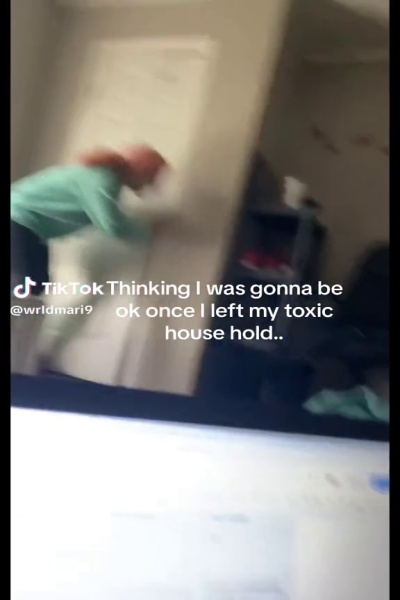 TikTok
@wrldmari9
Thinking I was gonna be
ok once I left my toxic
house hold..